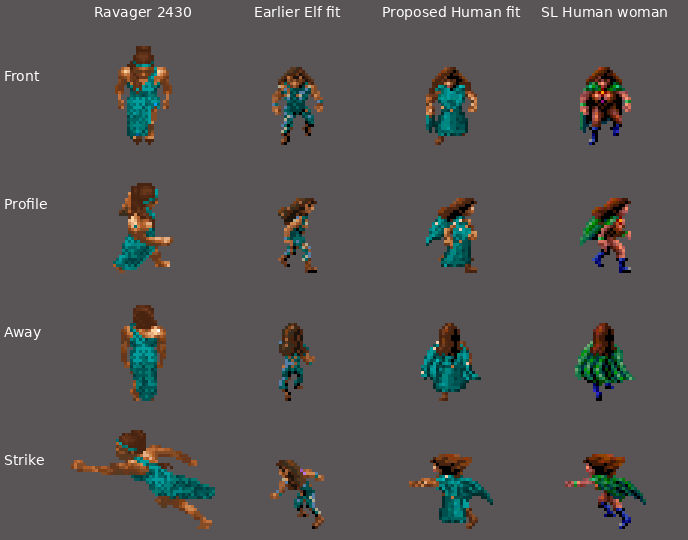 Ravager 2430 Earlier Elf fit Proposed Human fit SL Human woman
Front
Profile
Away
Strike